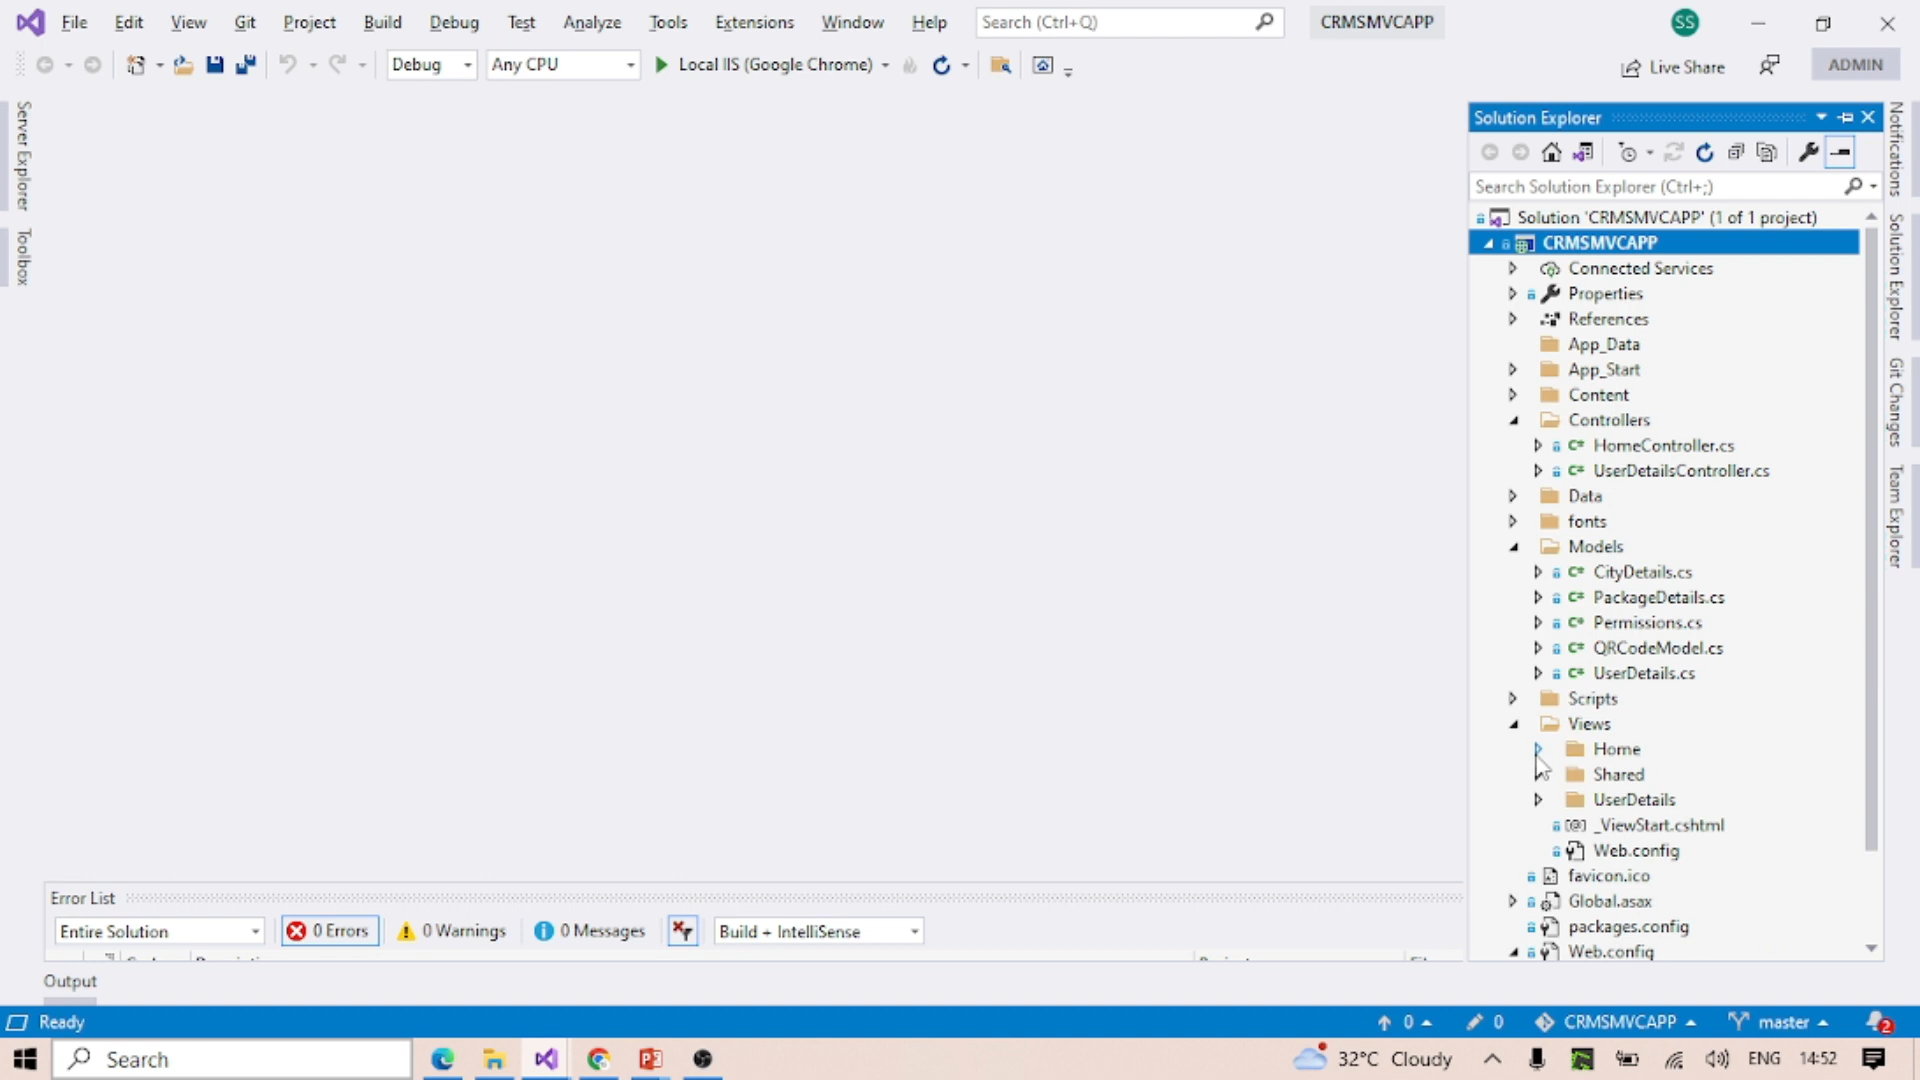 File Edit View Git Project Build Debug Test Analyze Tools Extensions Window Help Search (Ctrl+Q) CRMSMVCAPP SS
Debug Any CPU Local IIS (Google Chrome) Live Share ADMIN
Server Explorer
Toolbox
Solution Explorer
Search Solution Explorer (Ctrl+;)
Solution 'CRMSMVCAPP' (1 of 1 project)
CRMSMVCAPP
Connected Services
Properties
References
App_Data
App_Start
Content
Controllers
HomeController.cs
UserDetailsController.cs
Data
fonts
Models
CityDetails.cs
PackageDetails.cs
Permissions.cs
QRCodeModel.cs
UserDetails.cs
Scripts
Views
Home
Shared
UserDetails
_ViewStart.cshtml
Web.config
favicon.ico
Global.asax
packages.config
Web.config
Notifications
Solution Explorer
Git Changes
Team Explorer
Error List
Entire Solution 0 Errors 0 Warnings 0 Messages Build + IntelliSense
Output
Ready 0 0 CRMSMVCAPP master 2
Search 32°C Cloudy ENG 14:52